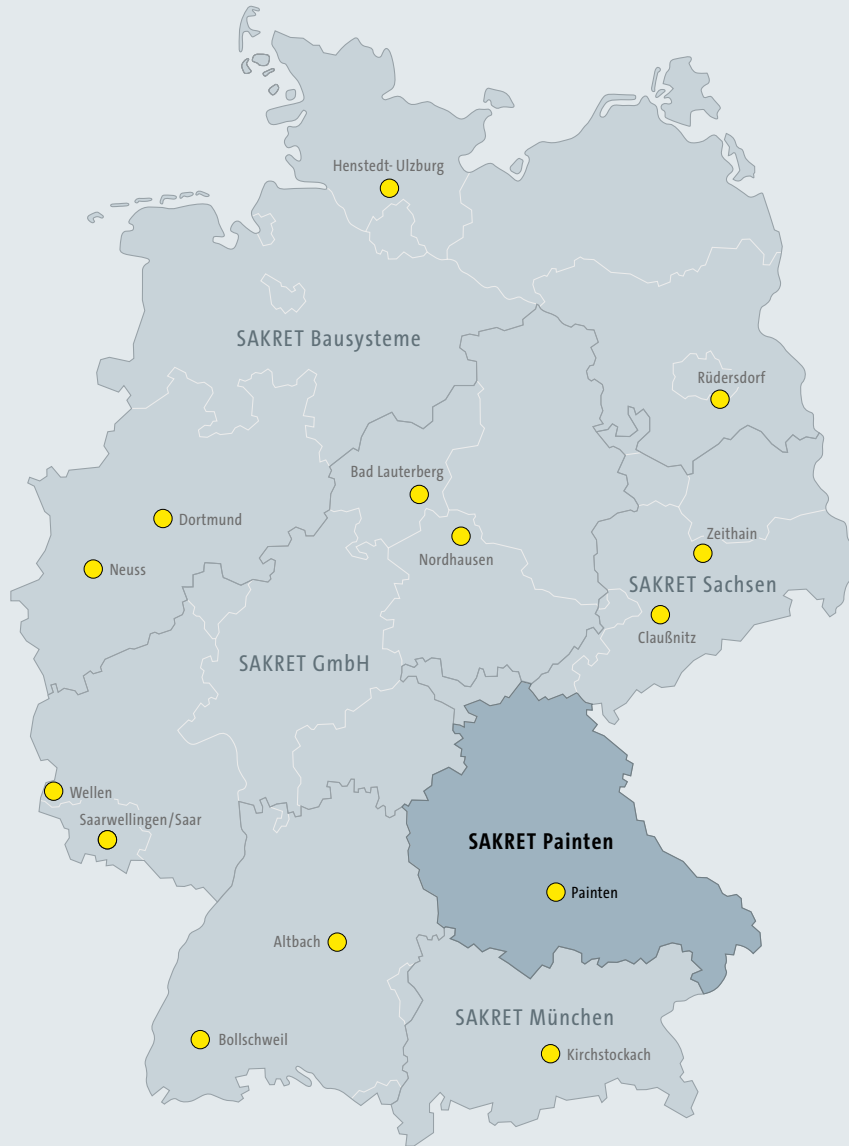 Henstedt- Ulzburg
SAKRET Bausysteme
Rüdersdorf
Bad Lauterberg
Dortmund
Zeithain
Nordhausen
Neuss
SAKRET Sachsen
Claußnitz
SAKRET GmbH
Wellen
Saarwellingen/Saar
SAKRET Painten
Painten
Altbach
SAKRET München
Bollschweil
Kirchstockach